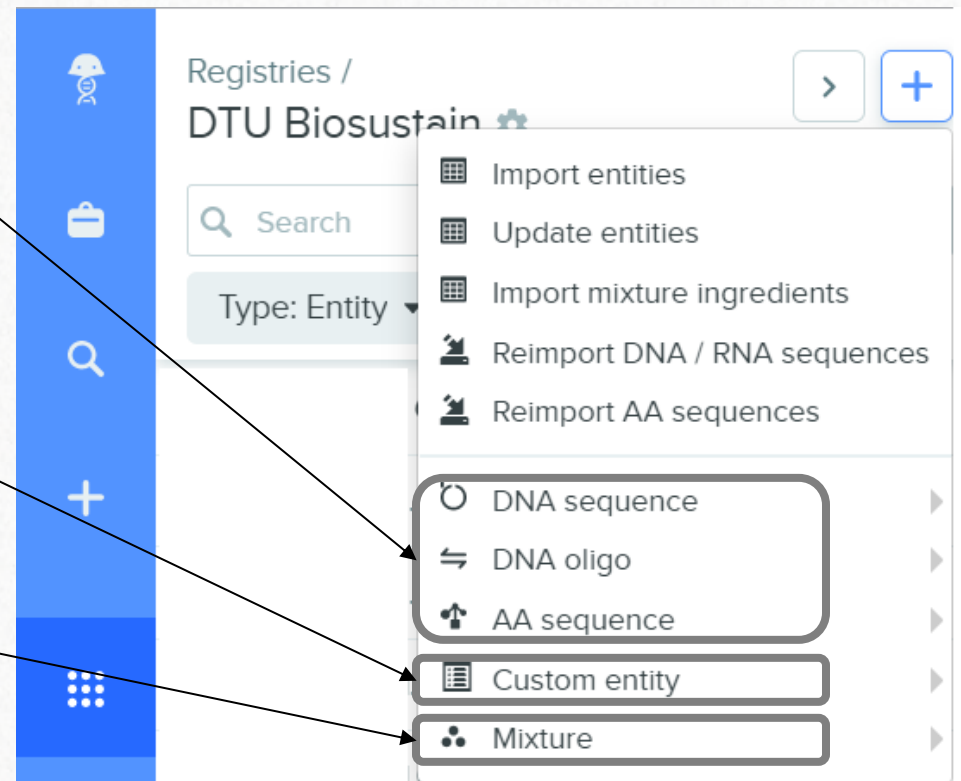 Registries /
DTU Biosustain
Search
Type: Entity
Import entities
Update entities
Import mixture ingredients
Reimport DNA / RNA sequences
Reimport AA sequences
DNA sequence
DNA oligo
AA sequence
Custom entity
Mixture